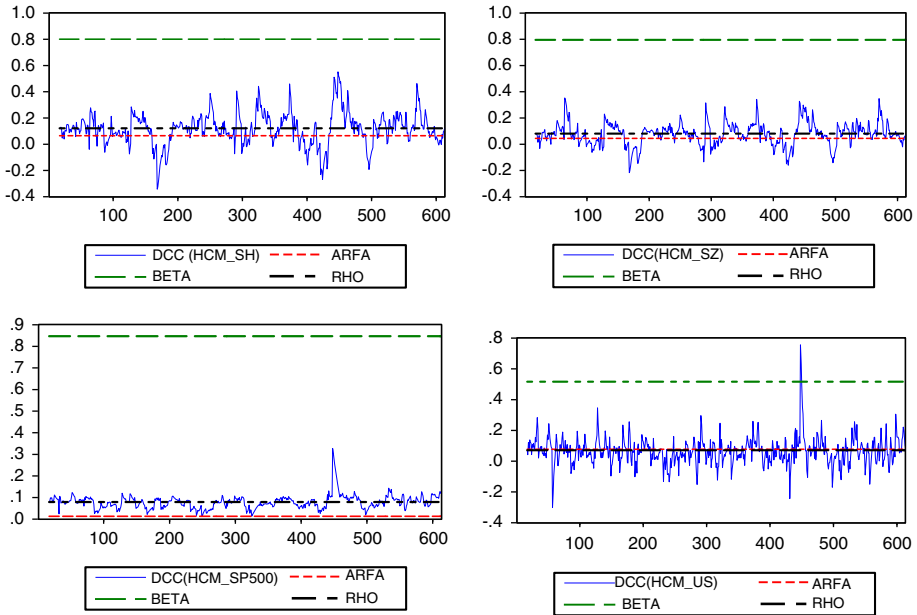 1.0
0.8
0.6
0.4
0.2
0.0
-0.2
-0.4
100 200 300 400 500 600
DCC (HCM_SH) ARFA
BETA RHO
1.0
0.8
0.6
0.4
0.2
0.0
-0.2
-0.4
100 200 300 400 500 600
DCC(HCM_SZ) ARFA
BETA RHO
.9
.8
.7
.6
.5
.4
.3
.2
.1
.0
100 200 300 400 500 600
DCC(HCM_SP500) ARFA
BETA RHO
.8
.6
.4
.2
.0
-.2
-.4
100 200 300 400 500 600
DCC(HCM_US) ARFA
BETA RHO